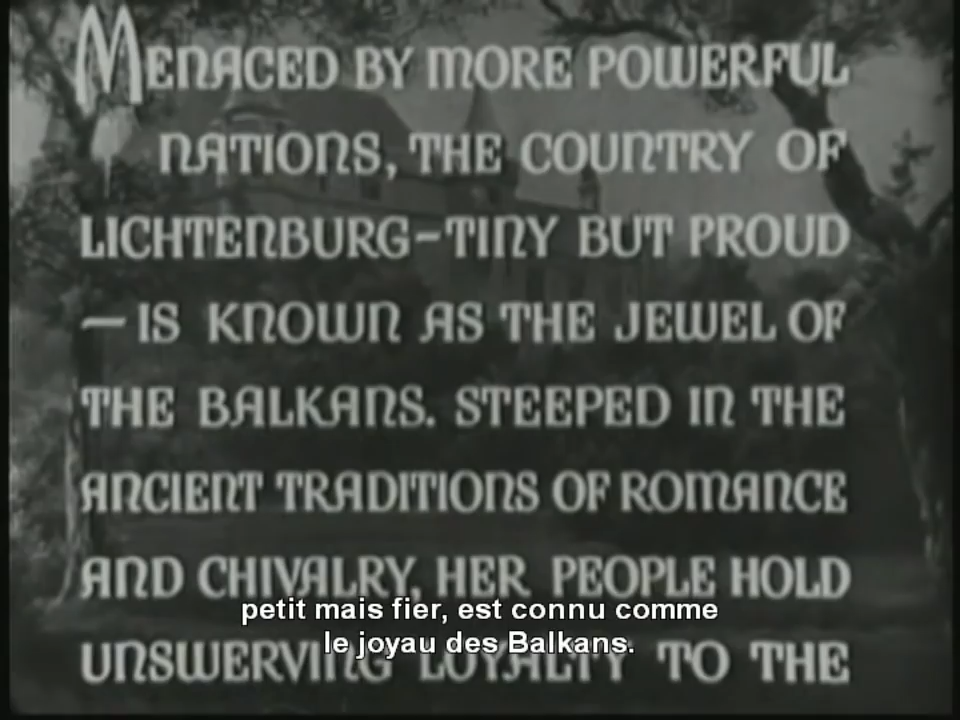 MENACED BY MORE POWERFUL
NATIONS, THE COUNTRY OF
LICHTENBURG-TINY BUT PROUD
—IS KNOWN AS THE JEWEL OF
THE BALKANS. STEEPED IN THE
ANCIENT TRADITIONS OF ROMANCE
AND CHIVALRY, HER PEOPLE HOLD
petit mais fier, est connu comme
le joyau des Balkans.
UNSWERVING LOYALTY TO THE